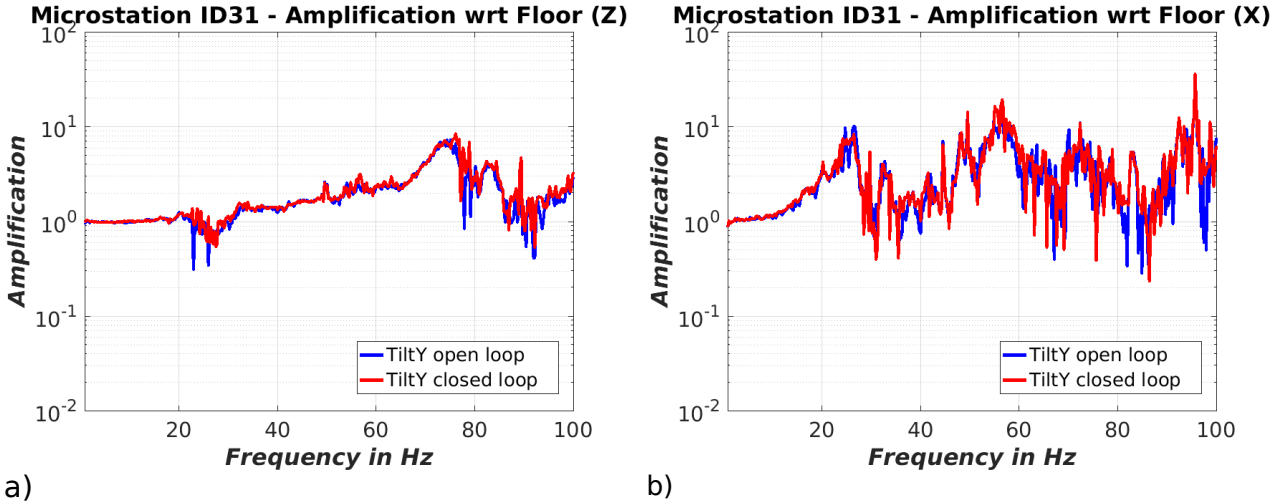 Microstation ID31 - Amplification wrt Floor (Z)
10^2
10^1
10^0
10^-1
10^-2
Amplification
TiltY open loop
TiltY closed loop
20 40 60 80 100
Frequency in Hz
a)
Microstation ID31 - Amplification wrt Floor (X)
10^2
10^1
10^0
10^-1
10^-2
Amplification
TiltY open loop
TiltY closed loop
20 40 60 80 100
Frequency in Hz
b)